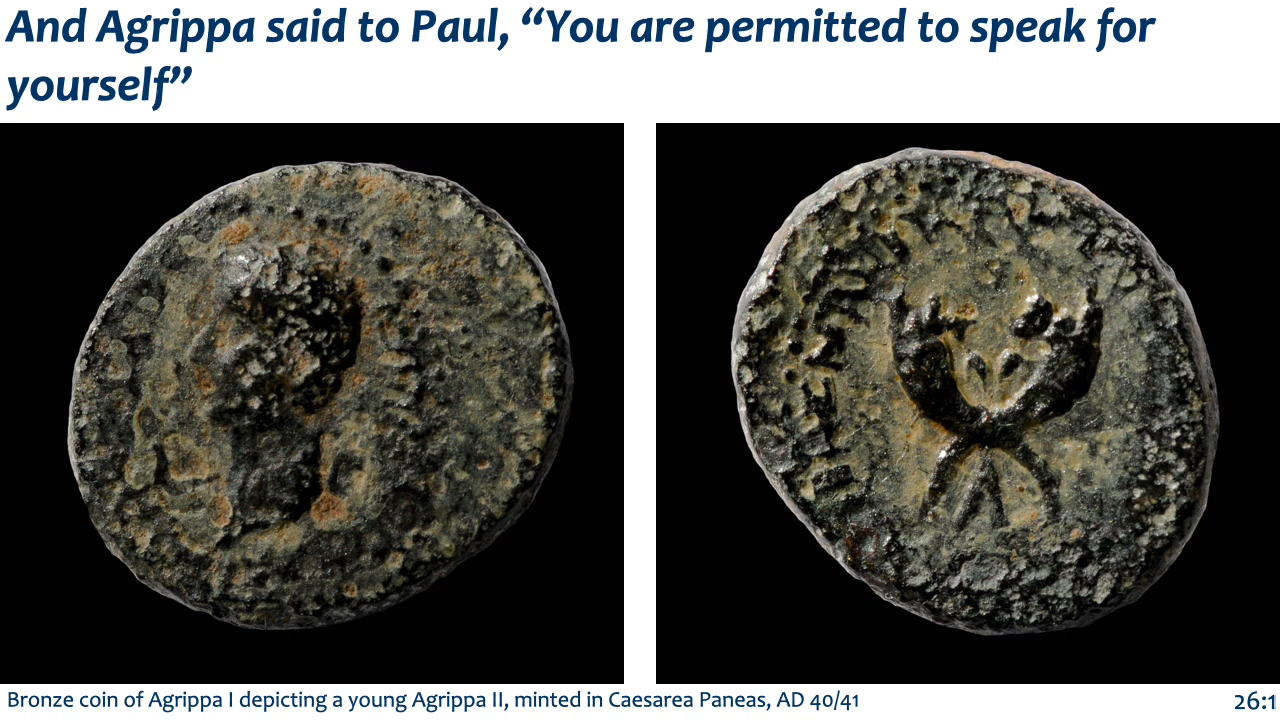 And Agrippa said to Paul, “You are permitted to speak for
yourself”
Bronze coin of Agrippa I depicting a young Agrippa II, minted in Caesarea Paneas, AD 40/41
26:1